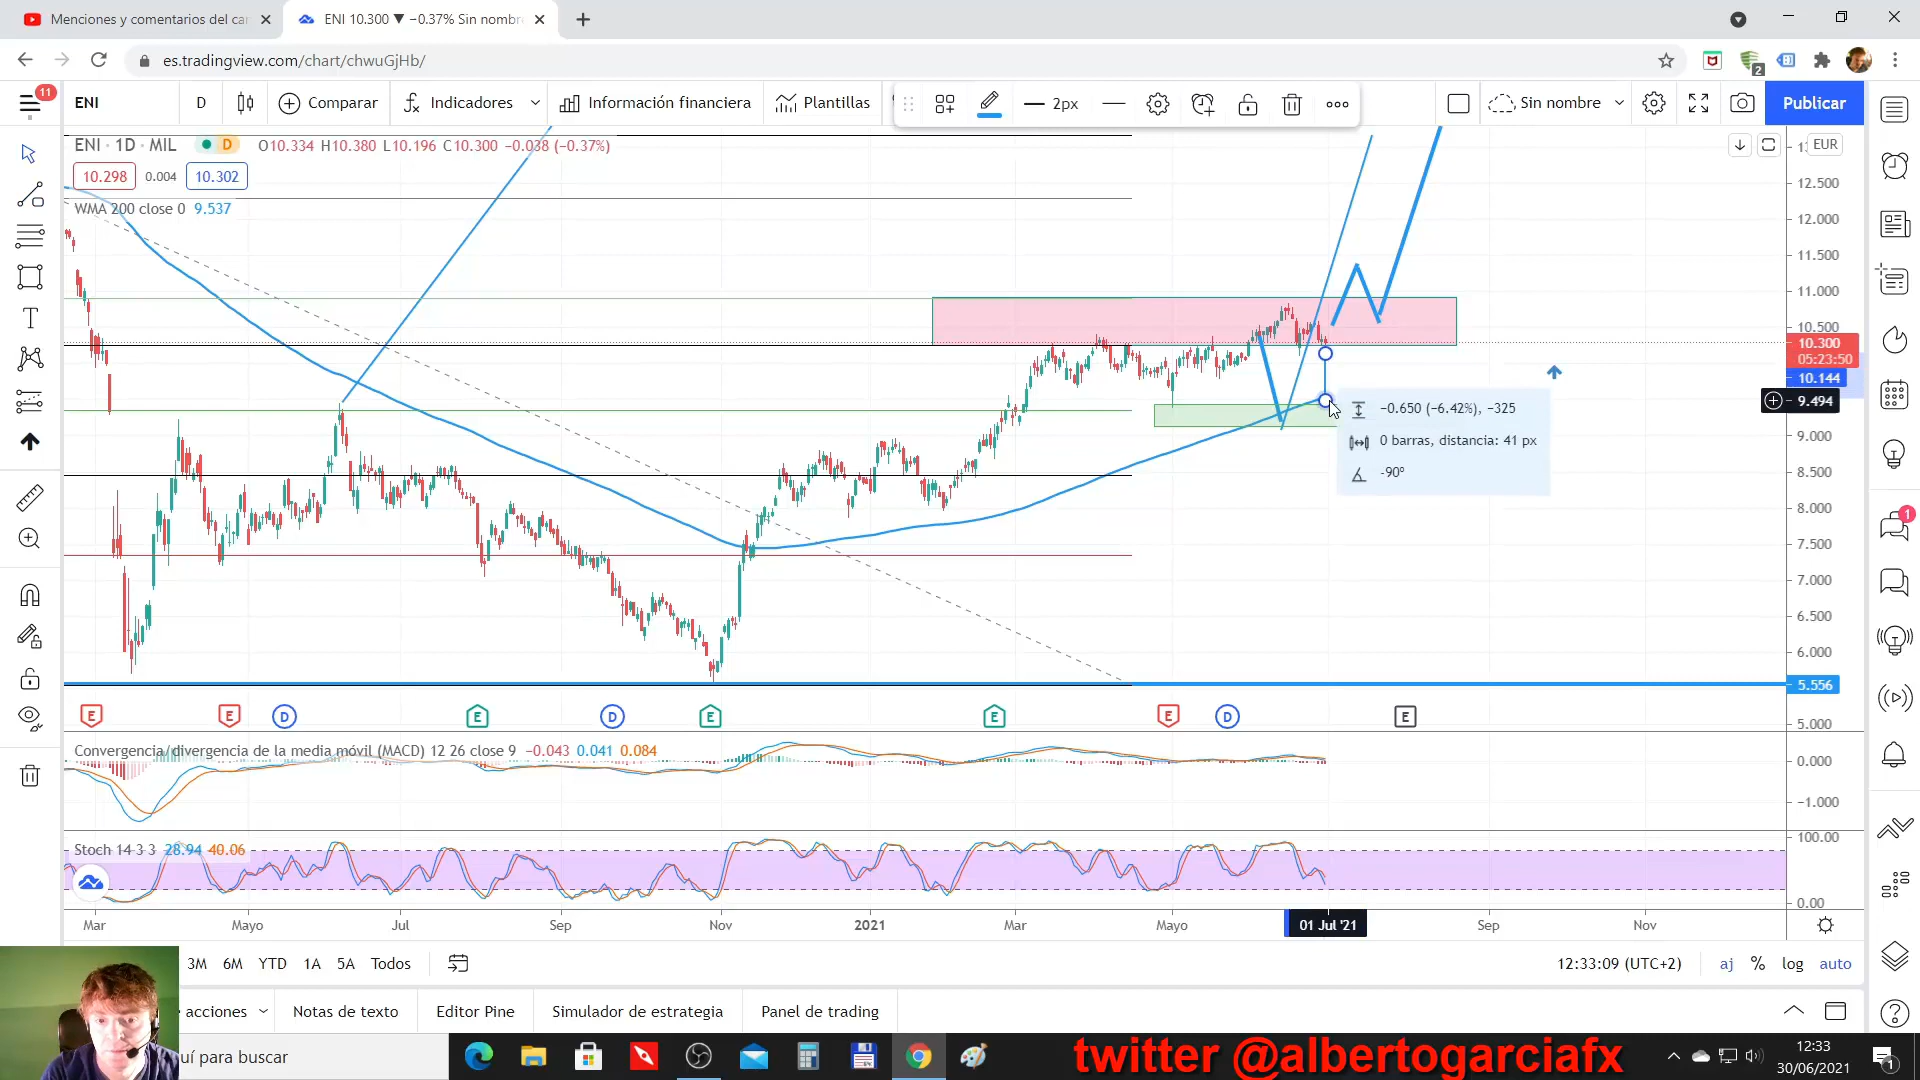 Menciones y comentarios del car
ENI 10.300 ▼ −0.37% Sin nombr
es.tradingview.com/chart/chwuGjHb/
2
11
ENI
D
Comparar
Indicadores
Información financiera
Plantillas
2px
Sin nombre
Publicar
ENI · 1D · MIL
D
O10.334 H10.380 L10.196 C10.300 −0.038 (−0.37%)
EUR
10.298
0.004
10.302
WMA 200 close 0 9.537
12.500
12.000
11.500
11.000
10.500
10.300
05:23:50
10.144
9.494
9.000
8.500
8.000
7.500
7.000
6.500
6.000
5.556
5.000
−0.650 (−6.42%), −325
0 barras, distancia: 41 px
-90º
E
E
D
E
D
E
E
E
D
E
1
Convergencia/divergencia de la media móvil (MACD) 12 26 close 9 −0.043 0.041 0.084
0.000
−1.000
Stoch 14 3 3 28.94 40.06
100.00
0.00
Mar
Mayo
Jul
Sep
Nov
2021
Mar
Mayo
01 Jul '21
Sep
Nov
3M
6M
YTD
1A
5A
Todos
12:33:09 (UTC+2)
aj
%
log
auto
acciones
Notas de texto
Editor Pine
Simulador de estrategia
Panel de trading
uí para buscar
twitter @albertogarciafx
12:33
30/06/2021
1